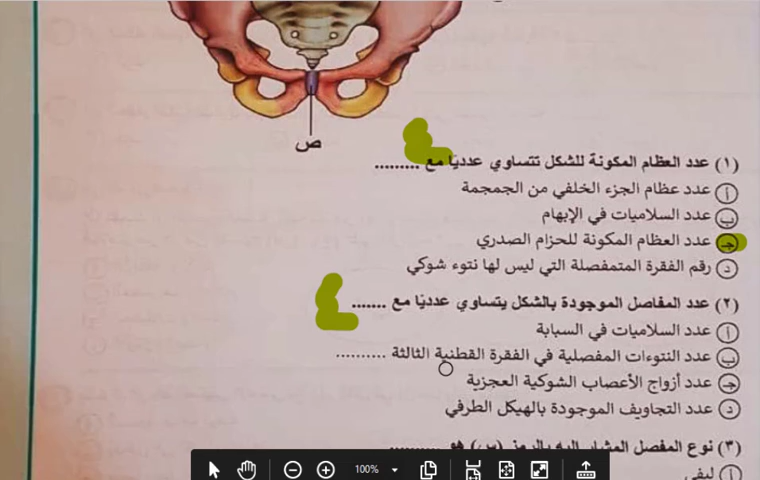 ص
(١) عدد العظام المكونة للشكل تتساوي عدديًا مع .........
أ عدد عظام الجزء الخلفي من الجمجمة
ب عدد السلاميات في الإبهام
جـ عدد العظام المكونة للحزام الصدري
د رقم الفقرة المتمفصلة التي ليس لها نتوء شوكي
(٢) عدد المفاصل الموجودة بالشكل يتساوي عدديًا مع .......
أ عدد السلاميات في السبابة
ب عدد النتوءات المفصلية في الفقرة القطنية الثالثة ..........
جـ عدد أزواج الأعصاب الشوكية العجزية
د عدد التجاويف الموجودة بالهيكل الطرفي
(٣) نوع المفصل المشار إليه بالرمز (س) هو ..........
أ ليفي
100%